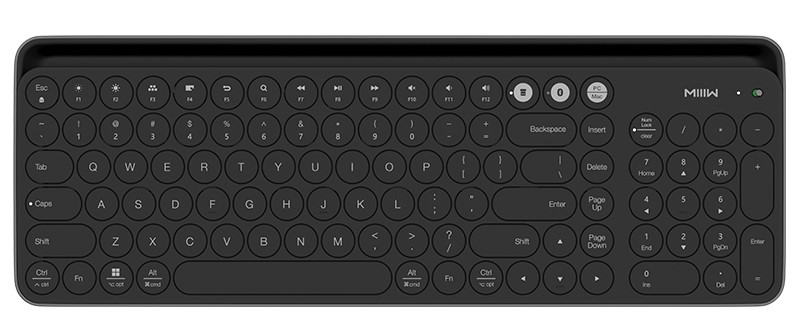 Esc F1 F2 F3 F4 F5 F6 F7 F8 F9 F10 F11 F12 PC Mac MIIIW
~ ` ! 1 @ 2 # 3 $ 4 % 5 ^ 6 & 7 * 8 ( 9 ) 0 _ - + = Backspace Insert Num Lock clear / * -
Tab Q W E R T Y U I O P { [ } ] | \ Delete 7 Home 8 9 PgUp +
Caps A S D F G H J K L : ; " ' Enter Page Up 4 5 6
Shift Z X C V B N M < , > . ? / Shift Page Down 1 End 2 3 PgDn Enter =
Ctrl ^ ctrl Fn ⌥ opt Alt ⌘ cmd Alt ⌘ cmd Fn Ctrl ⌥ opt 0 Ins . Del